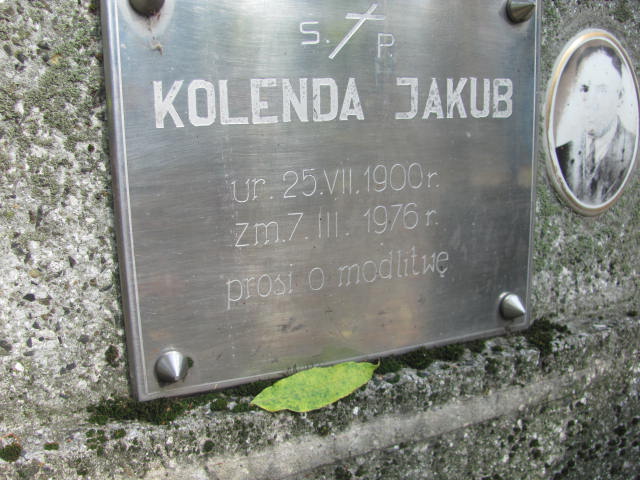 S. P.
KOLENDA JAKUB
ur. 25.VII.1900 r.
zm. 7. III. 1976 r.
prosi o modlitwę